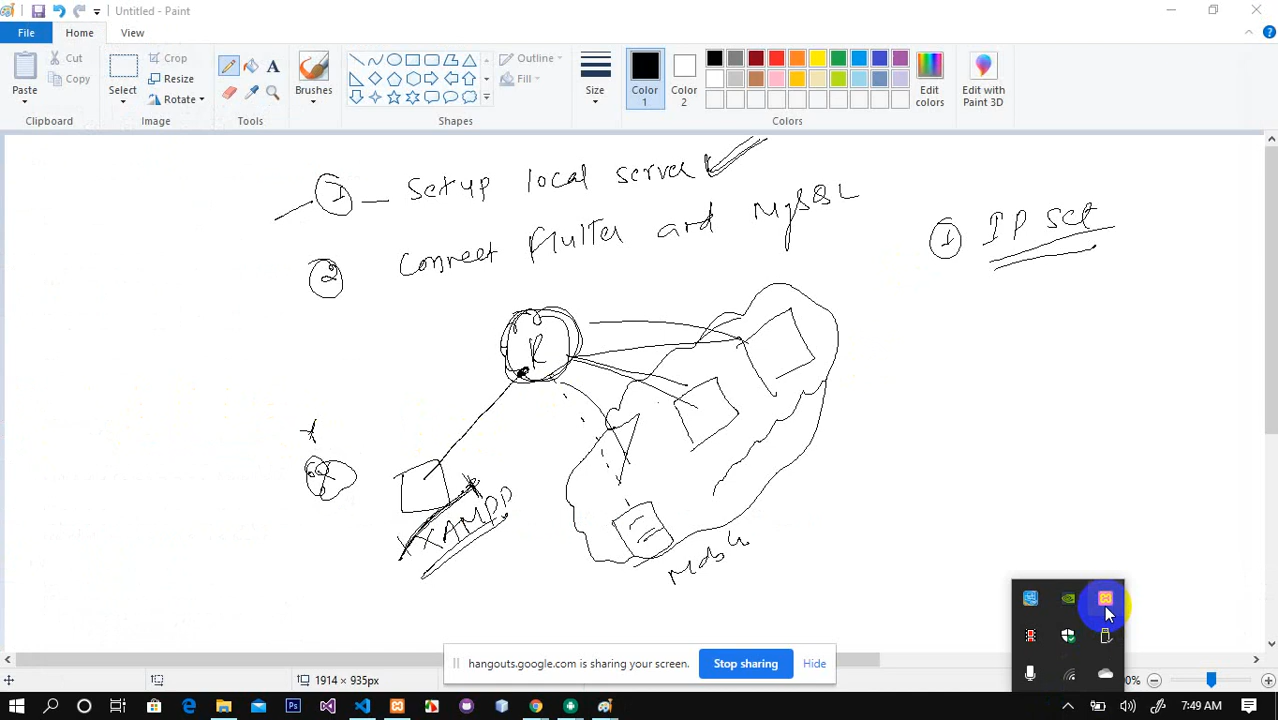 Untitled - Paint
File
Home
View
Paste
Cut
Copy
Clipboard
Select
Crop
Resize
Rotate
Image
Tools
Brushes
Outline
Fill
Shapes
Size
Color
1
Color
2
Edit
colors
Edit with
Paint 3D
Colors
1 Setup local server
2 Connect flutter and MySQL
1 IP Set
R
XAMPP
hangouts.google.com is sharing your screen.
Stop sharing
Hide
1914 × 935px
7:49 AM